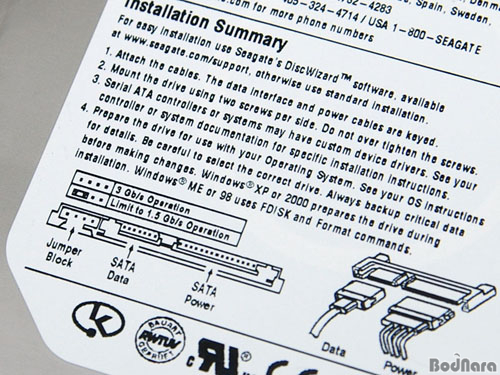 Spain, Sweden.
.com for more phone numbers
405-324-4714 / USA 1-800-SEAGATE
Installation Summary
For easy installation use Seagate's DiscWizard™ software, available
at www.seagate.com/support, otherwise use standard installation.
1. Attach the cables. The data interface and power cables are keyed.
2. Mount the drive using two screws per side. Do not over tighten the screws.
3. Serial ATA controllers or systems may have custom device drivers. See your
controller or system documentation for specific installation instructions.
4. Prepare the drive for use with your Operating System. See your OS instructions
for details. Be careful to select the correct drive. Always backup critical data
before making changes. Windows® XP or 2000 prepares the drive during
installation. Windows® ME or 98 uses FDISK and Format commands.
3 Gb/s Operation
Limit to 1.5 Gb/s Operation
Jumper
Block
SATA
Data
SATA
Power
Data
Power
BAUART
RWTÜV
GEPRÜFT
BodNara